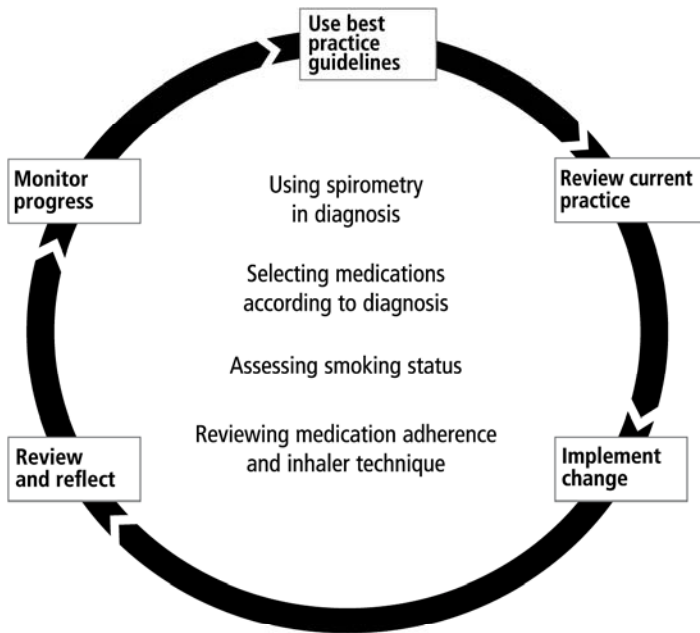 Use best
practice
guidelines
Review current
practice
Implement
change
Review
and reflect
Monitor
progress
Using spirometry
in diagnosis
Selecting medications
according to diagnosis
Assessing smoking status
Reviewing medication adherence
and inhaler technique